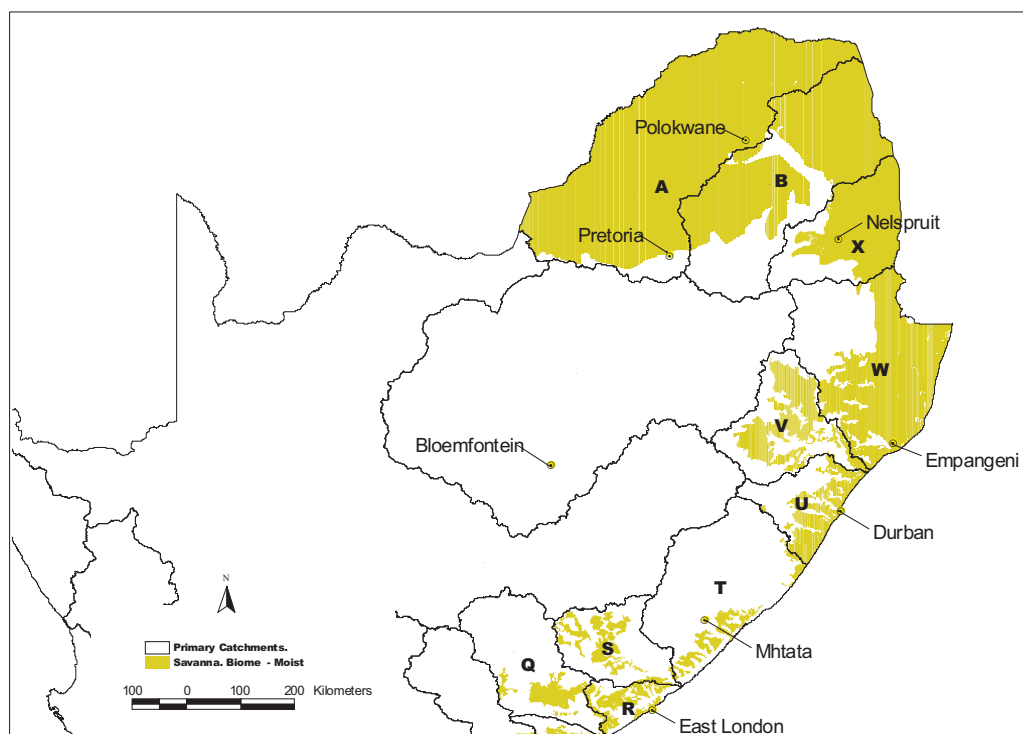 Polokwane
A
B
Nelspruit
Pretoria
X
W
V
Bloemfontein
Empangeni
U
Durban
T
N
Mhtata
Primary Catchments.
S
Savanna. Biome - Moist
Q
100 0 100 200 Kilometers
R
East London